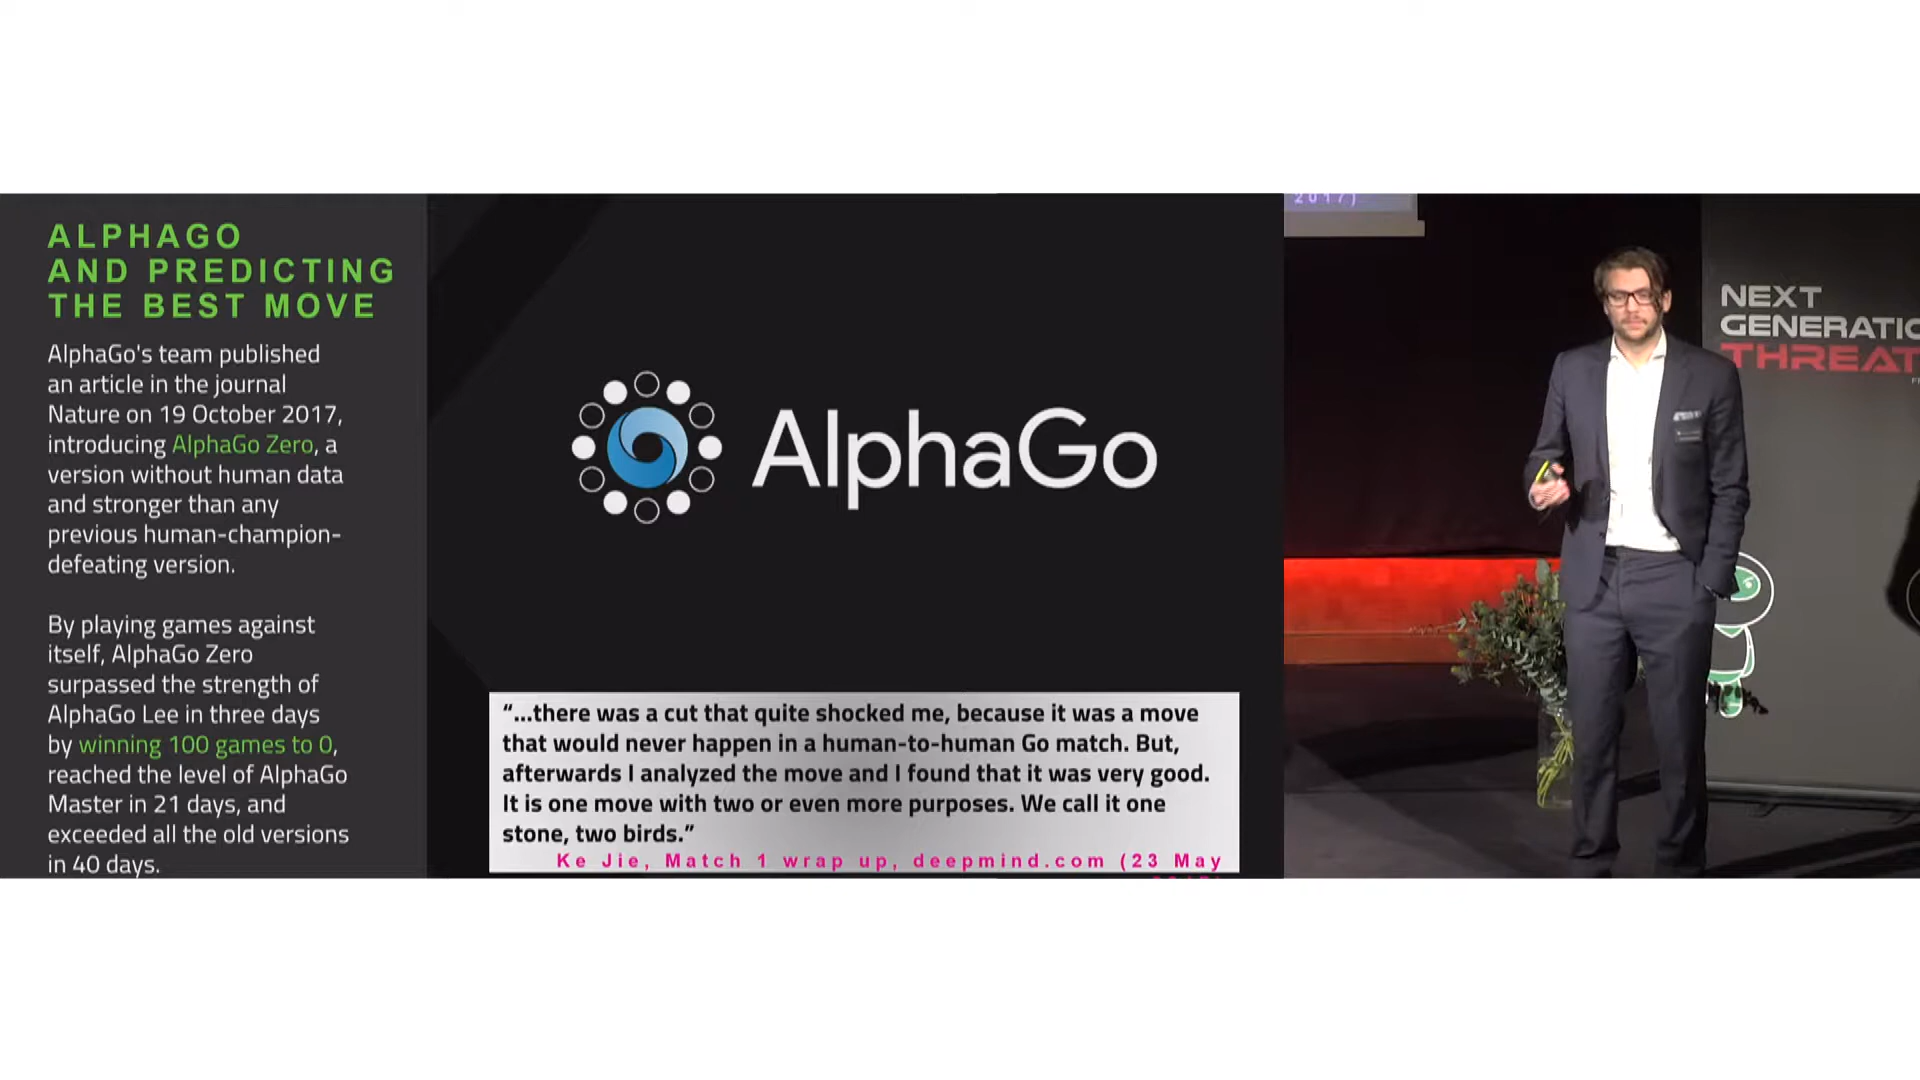 ALPHAGO
AND PREDICTING
THE BEST MOVE
AlphaGo's team published
an article in the journal
Nature on 19 October 2017,
introducing AlphaGo Zero, a
version without human data
and stronger than any
previous human-champion-
defeating version.
By playing games against
itself, AlphaGo Zero
surpassed the strength of
AlphaGo Lee in three days
by winning 100 games to 0,
reached the level of AlphaGo
Master in 21 days, and
exceeded all the old versions
in 40 days.
AlphaGo
“...there was a cut that quite shocked me, because it was a move
that would never happen in a human-to-human Go match. But,
afterwards I analyzed the move and I found that it was very good.
It is one move with two or even more purposes. We call it one
stone, two birds.”
Ke Jie, Match 1 wrap up, deepmind.com (23 May
2017)
NEXT
GENERATIO
THREAT